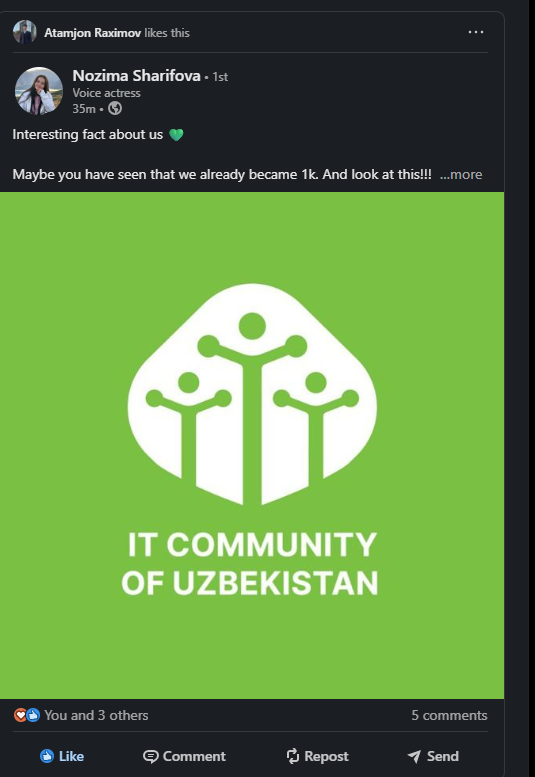 Atamjon Raximov likes this
Nozima Sharifova • 1st
Voice actress
35m •
Interesting fact about us 💚
Maybe you have seen that we already became 1k. And look at this!!! ...more
IT COMMUNITY
OF UZBEKISTAN
You and 3 others
5 comments
Like
Comment
Repost
Send